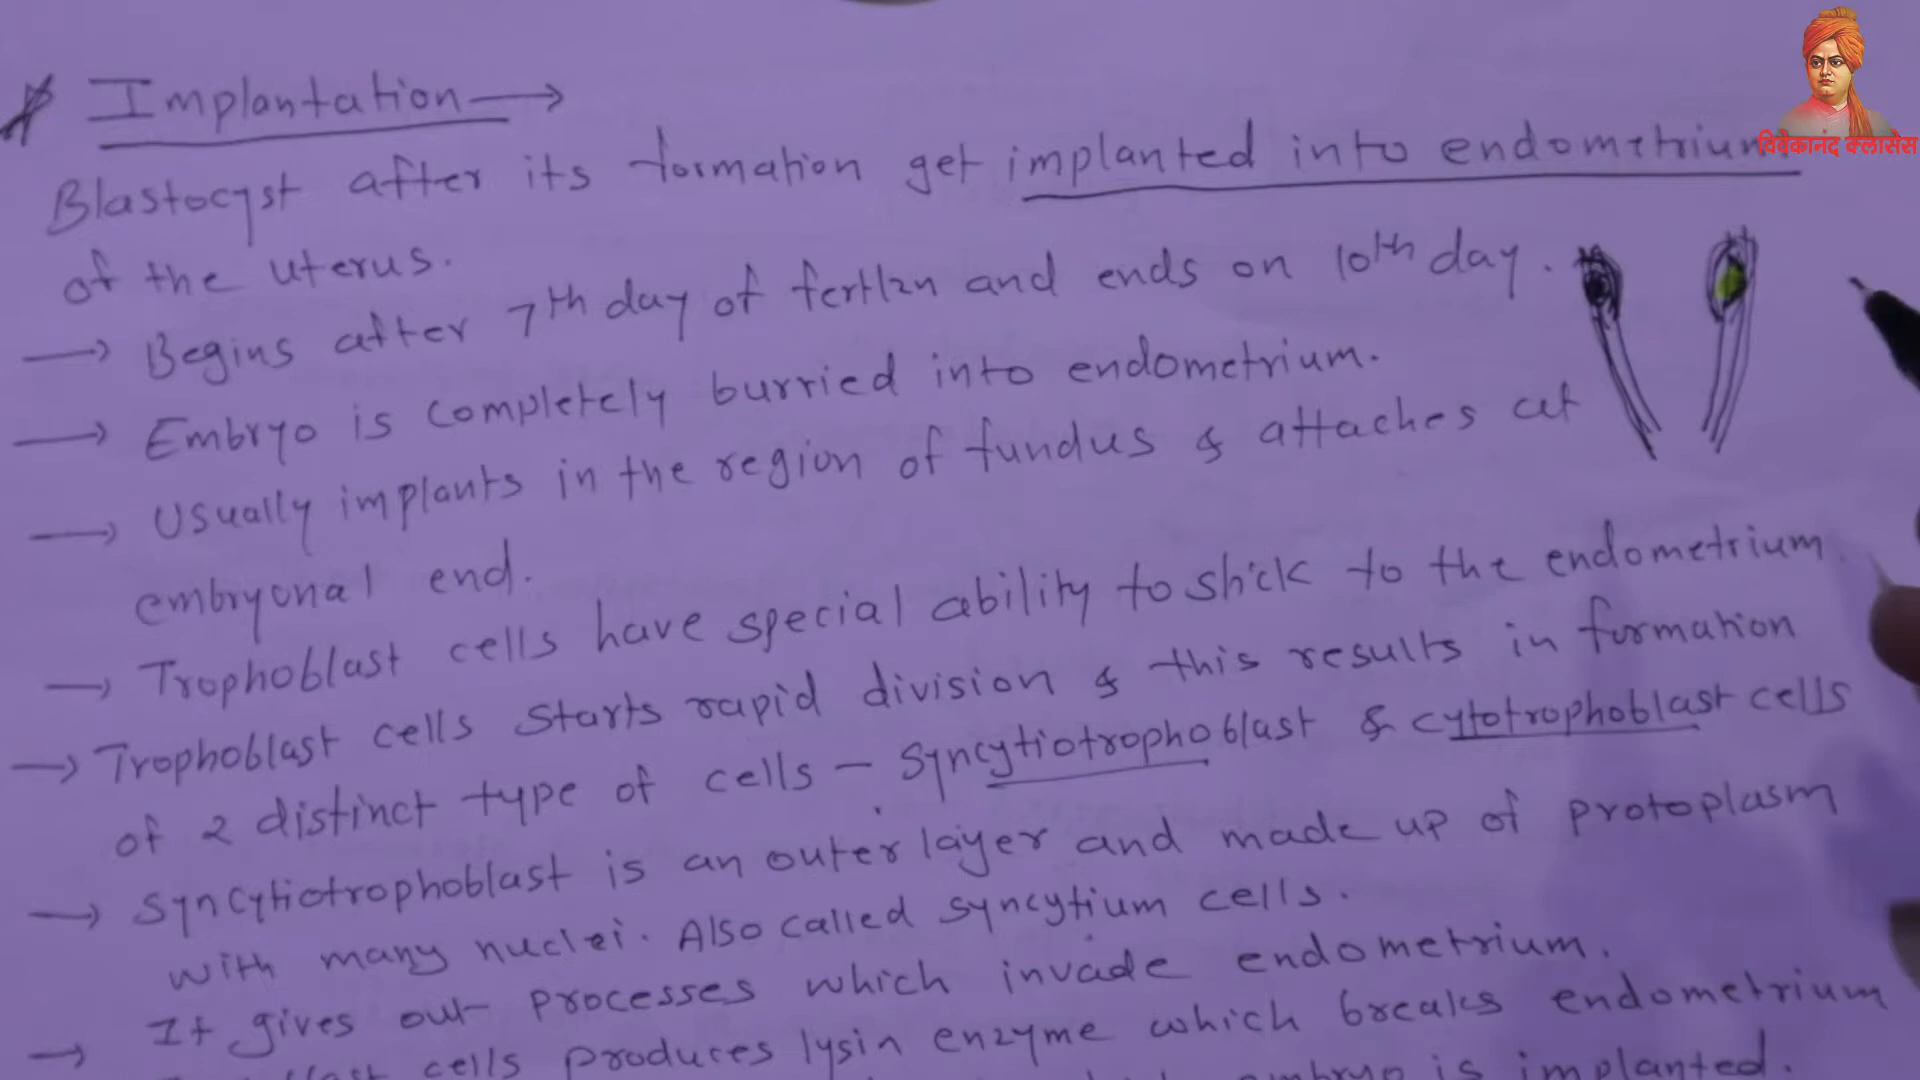 Implantation →
विवेकानंद क्लासेस
Blastocyst after its formation get implanted into endometrium
of the uterus.
→ Begins after 7th day of fertlzn and ends on 10th day.
→ Embryo is completely burried into endometrium.
→ Usually implants in the region of fundus & attaches at
embryonal end.
→ Trophoblast cells have special ability to stick to the endometrium.
→ Trophoblast cells starts rapid division & this results in formation
of 2 distinct type of cells – Syncytiotrophoblast & cytotrophoblast cells
→ Syncytiotrophoblast is an outer layer and made up of protoplasm
with many nuclei. Also called syncytium cells.
→ It gives out processes which invade endometrium.
cells produces lysin enzyme which breaks endometrium
embryo is implanted.